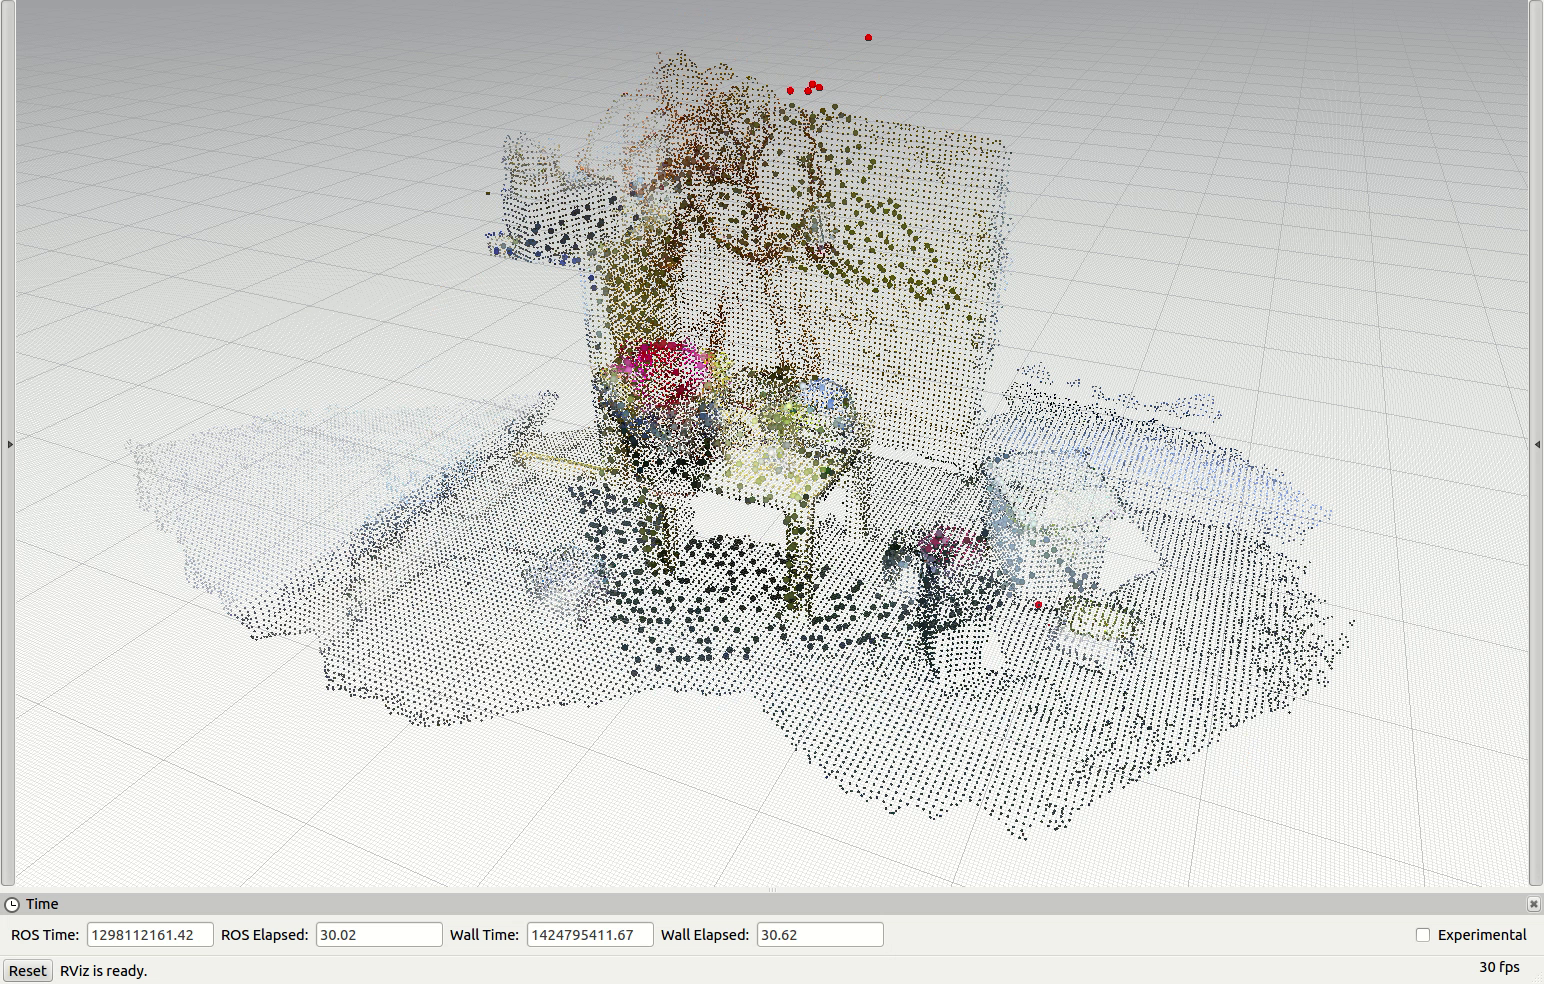 Time
ROS Time: 1298112161.42 ROS Elapsed: 30.02 Wall Time: 1424795411.67 Wall Elapsed: 30.62 Experimental
Reset RViz is ready. 30 fps